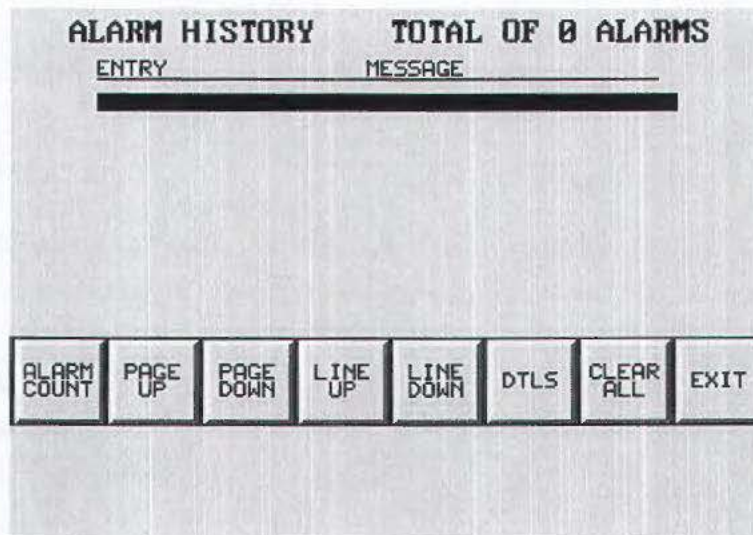 ALARM HISTORY TOTAL OF 0 ALARMS
ENTRY MESSAGE
ALARM COUNT
PAGE UP
PAGE DOWN
LINE UP
LINE DOWN
DTLS
CLEAR ALL
EXIT